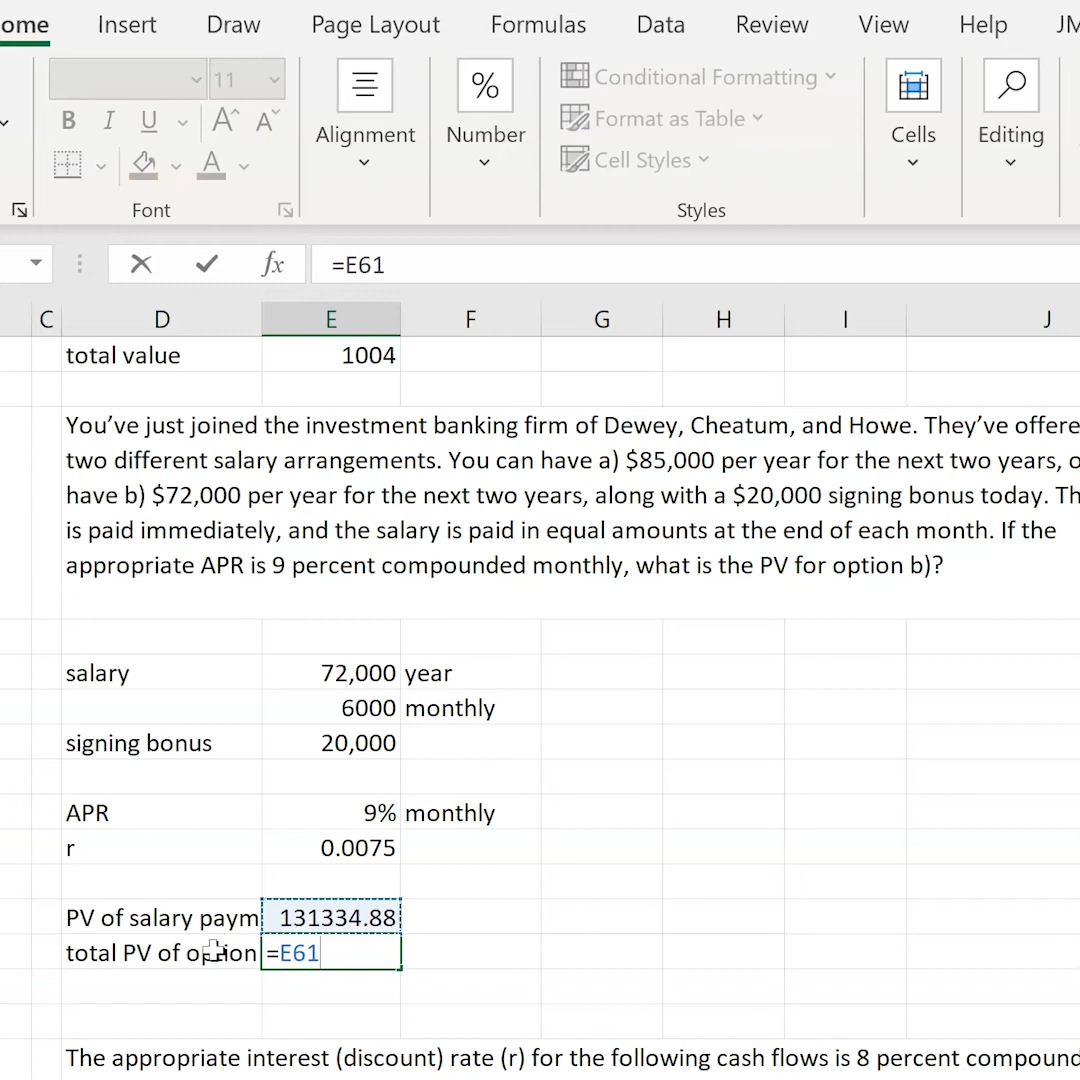 ome Insert Draw Page Layout Formulas Data Review View Help JM
11
B I U A A
A
Font
Alignment
%
Number
Conditional Formatting
Format as Table
Cell Styles
Styles
Cells
Editing
fx =E61
C D E F G H I J
total value 1004
You've just joined the investment banking firm of Dewey, Cheatum, and Howe. They've offere
two different salary arrangements. You can have a) $85,000 per year for the next two years, o
have b) $72,000 per year for the next two years, along with a $20,000 signing bonus today. Th
is paid immediately, and the salary is paid in equal amounts at the end of each month. If the
appropriate APR is 9 percent compounded monthly, what is the PV for option b)?
salary 72,000 year
6000 monthly
signing bonus 20,000
APR 9% monthly
r 0.0075
PV of salary paym 131334.88
total PV of option =E61
The appropriate interest (discount) rate (r) for the following cash flows is 8 percent compound